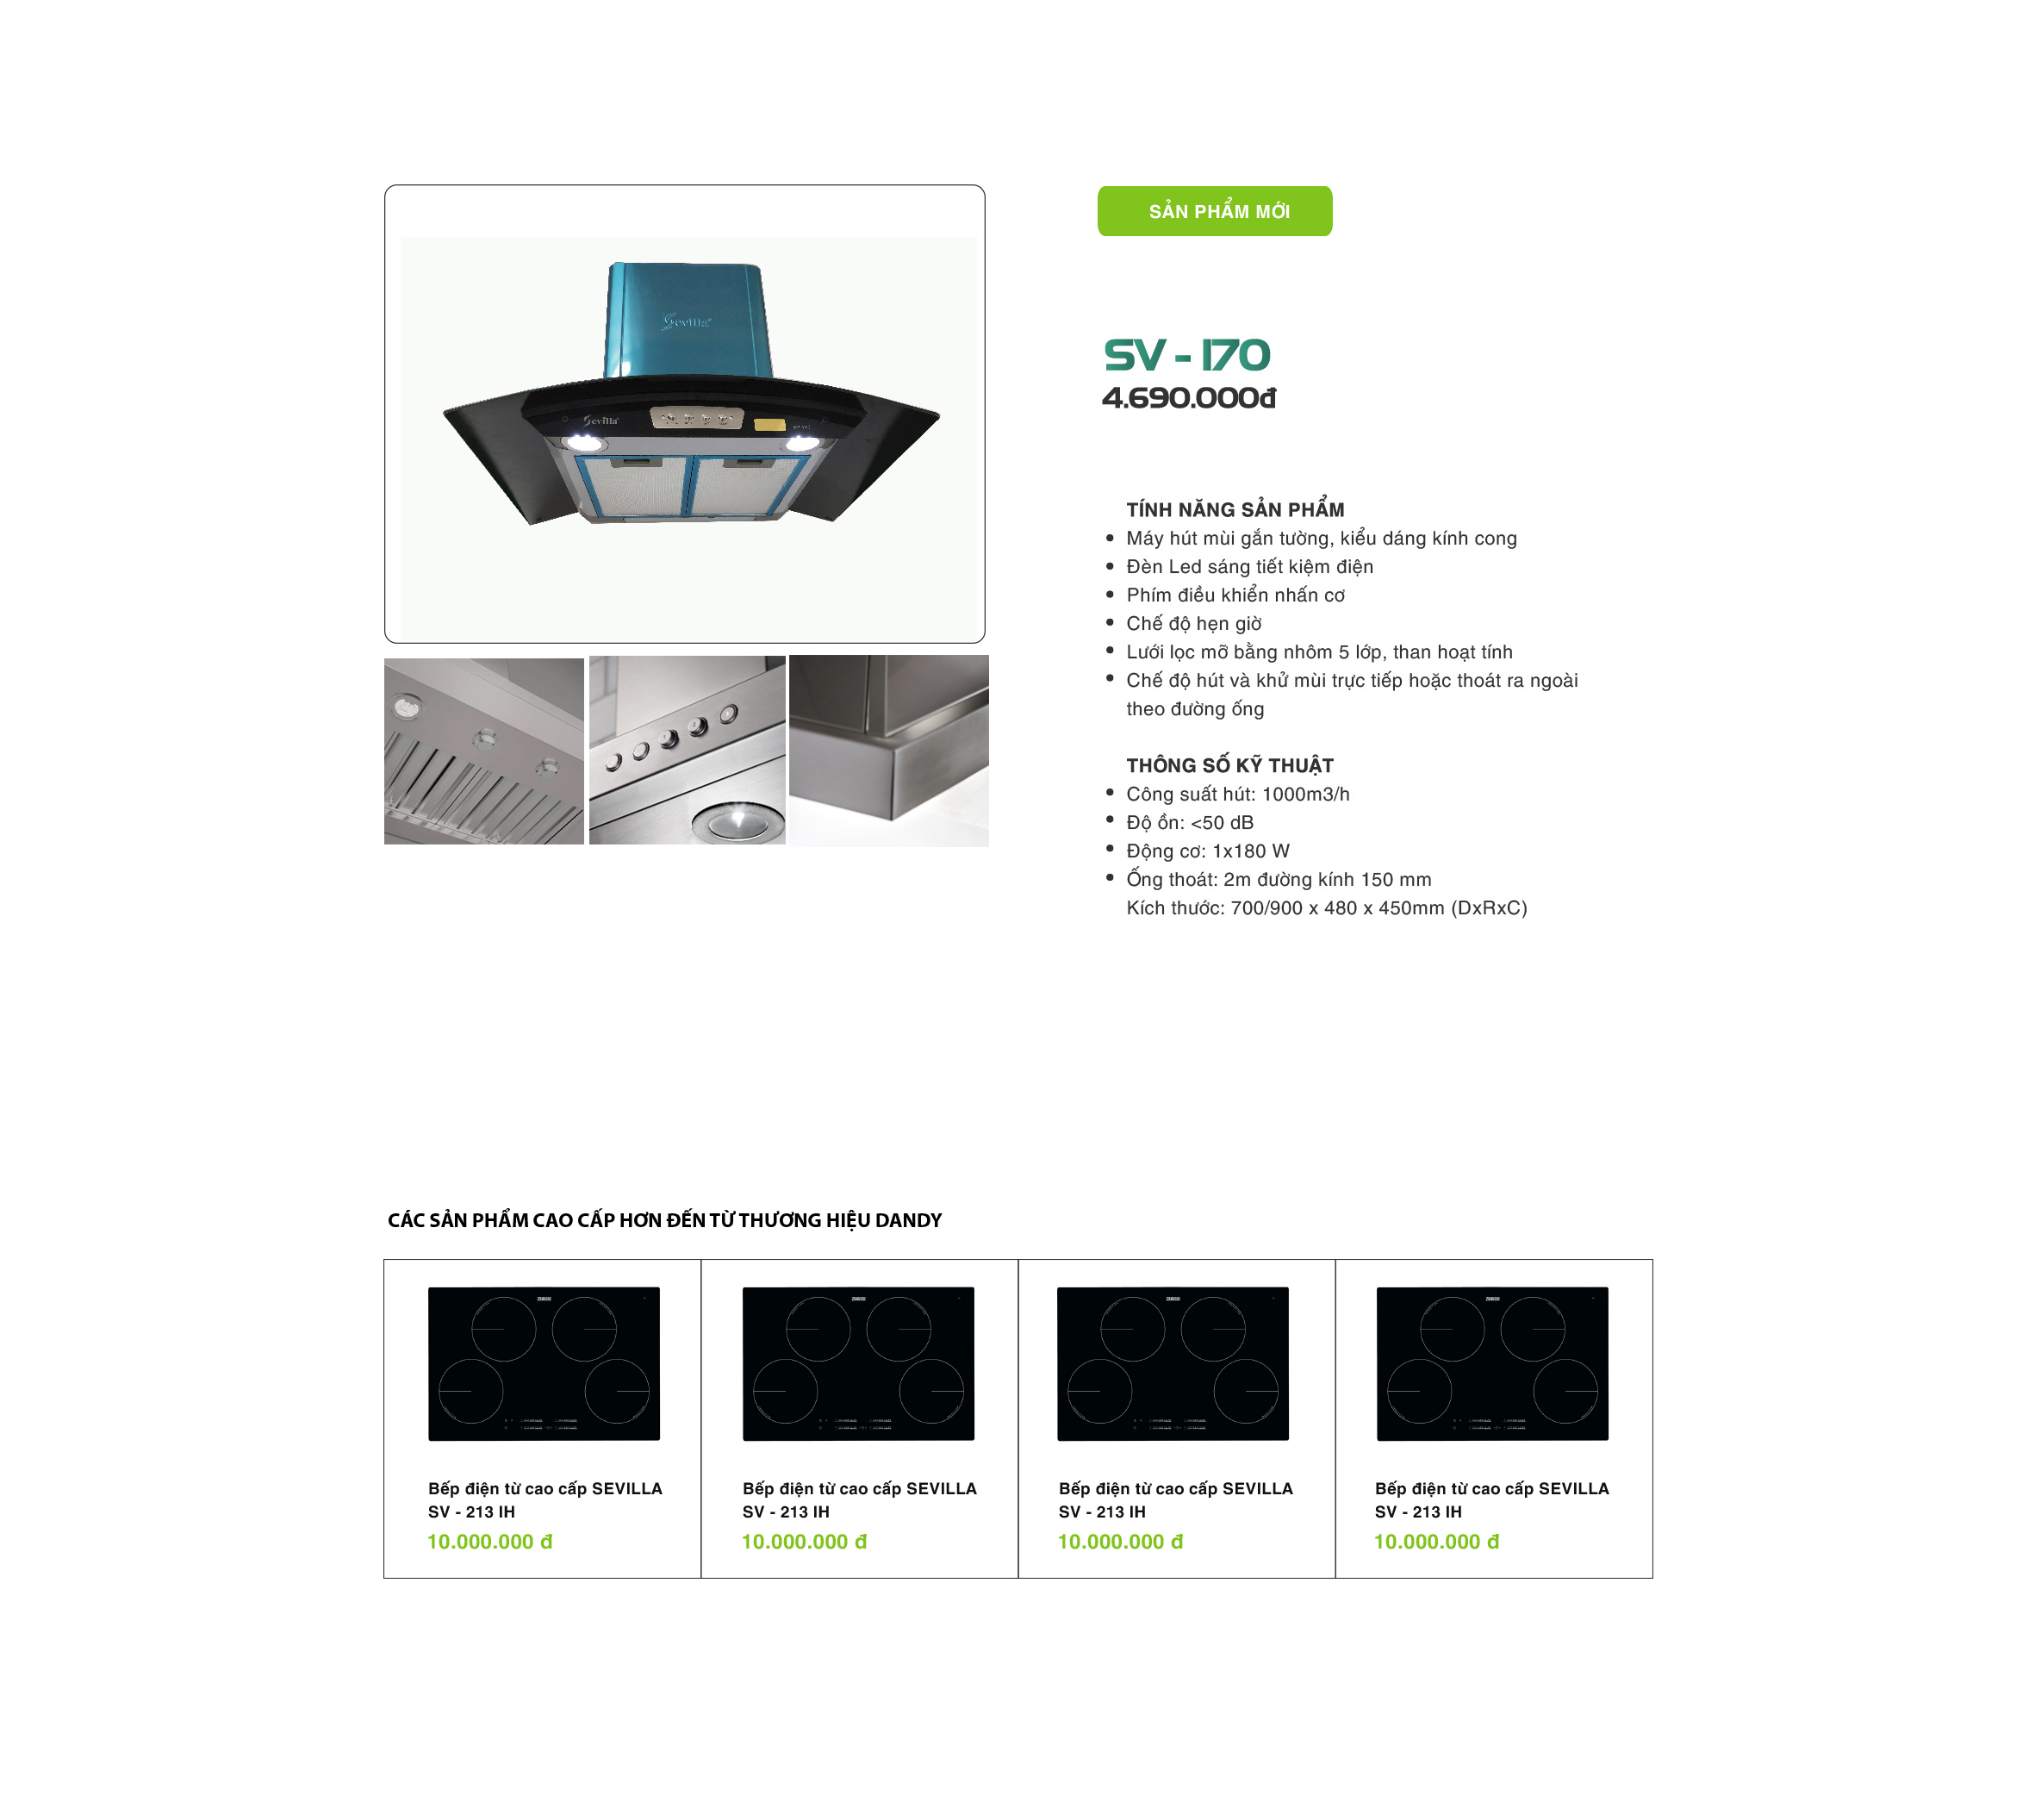 Sevilla
Sevilla
SẢN PHẨM MỚI
SV - 170
4.690.000đ
TÍNH NĂNG SẢN PHẨM
Máy hút mùi gắn tường, kiểu dáng kính cong
Đèn Led sáng tiết kiệm điện
Phím điều khiển nhấn cơ
Chế độ hẹn giờ
Lưới lọc mỡ bằng nhôm 5 lớp, than hoạt tính
Chế độ hút và khử mùi trực tiếp hoặc thoát ra ngoài
theo đường ống
THÔNG SỐ KỸ THUẬT
Công suất hút: 1000m3/h
Độ ồn: <50 dB
Động cơ: 1x180 W
Ống thoát: 2m đường kính 150 mm
Kích thước: 700/900 x 480 x 450mm (DxRxC)
CÁC SẢN PHẨM CAO CẤP HƠN ĐẾN TỪ THƯƠNG HIỆU DANDY
Bếp điện từ cao cấp SEVILLA
SV - 213 IH
10.000.000 đ
Bếp điện từ cao cấp SEVILLA
SV - 213 IH
10.000.000 đ
Bếp điện từ cao cấp SEVILLA
SV - 213 IH
10.000.000 đ
Bếp điện từ cao cấp SEVILLA
SV - 213 IH
10.000.000 đ